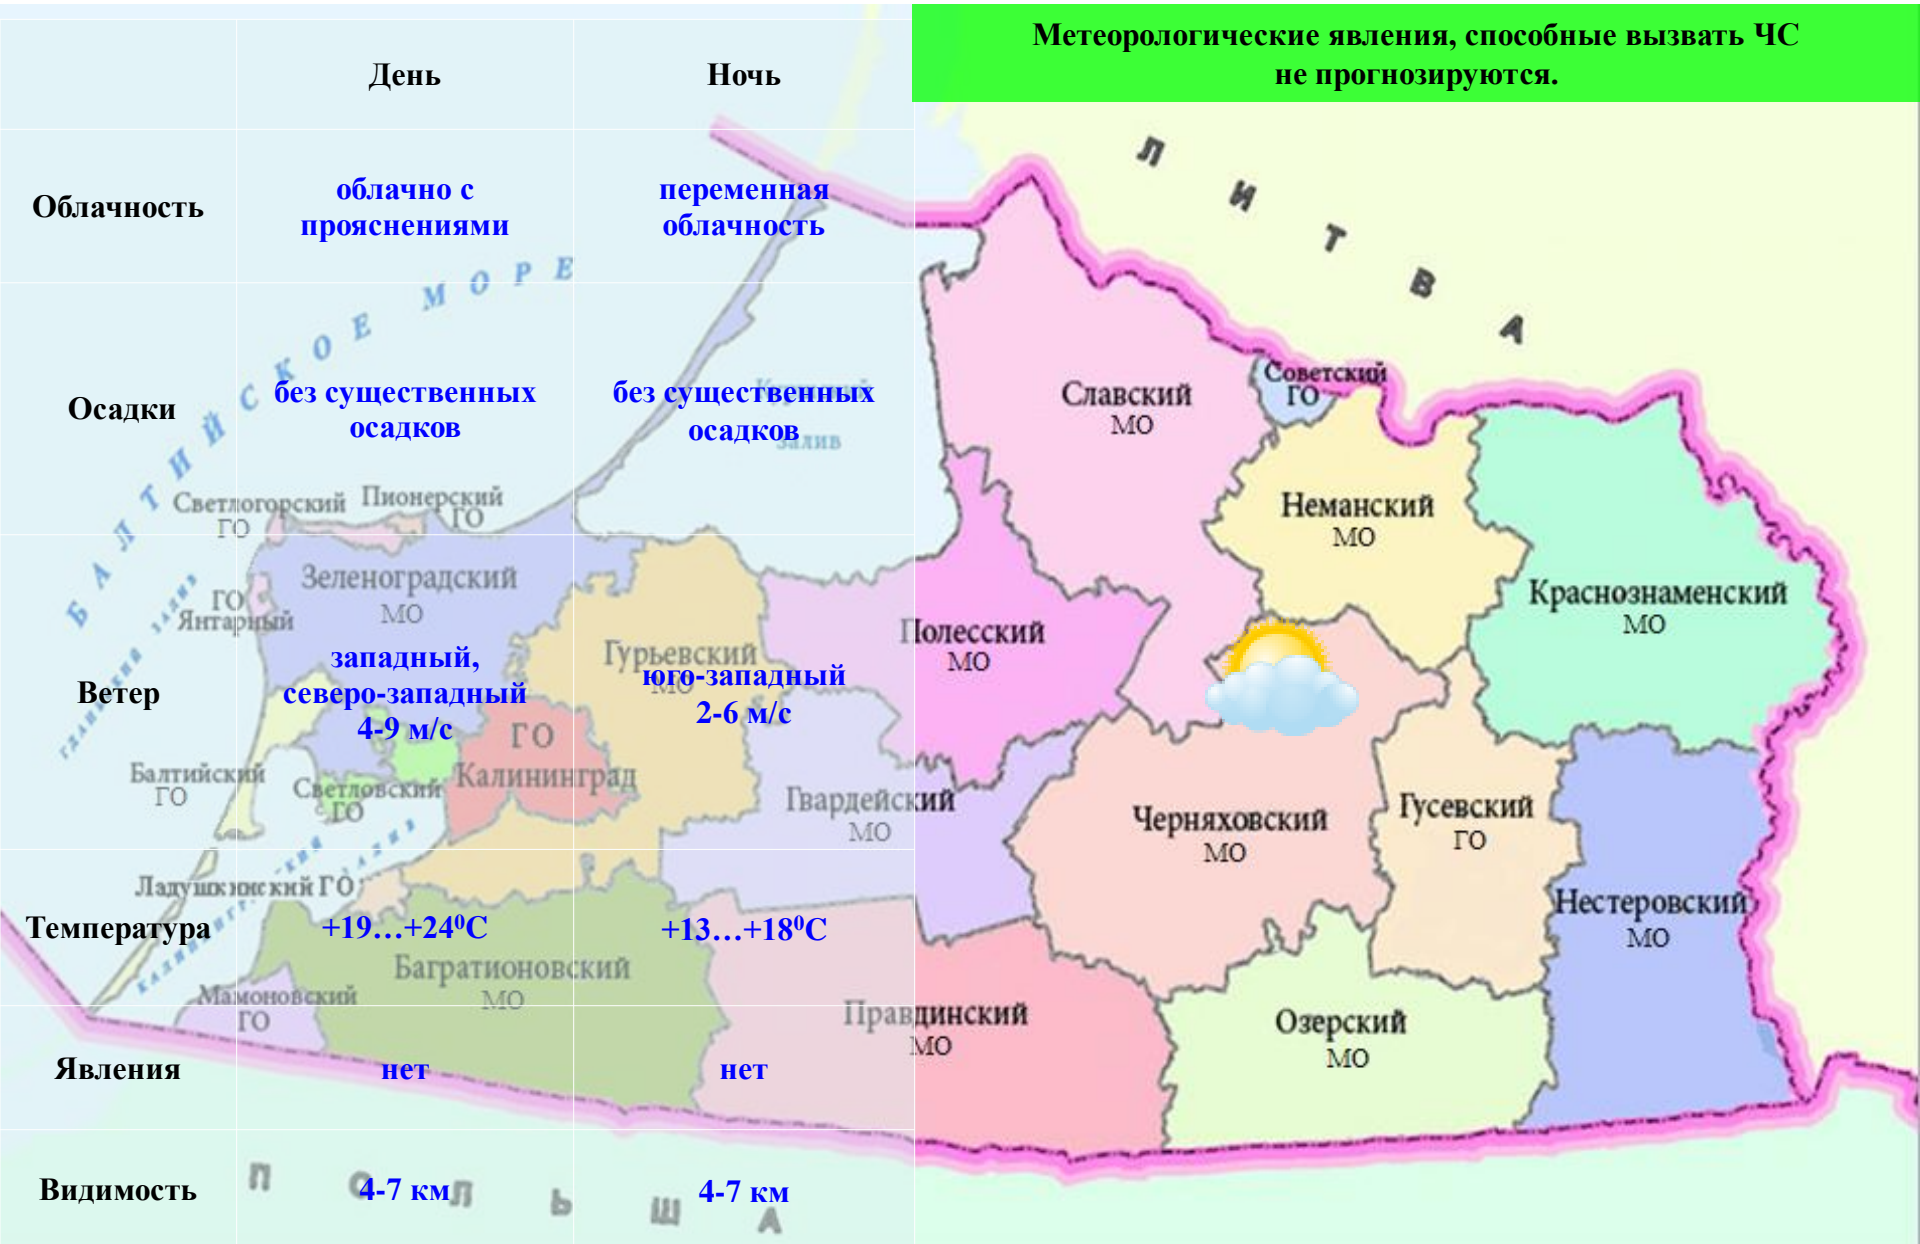 День
Ночь
Метеорологические явления, способные вызвать ЧС
не прогнозируются.
Облачность
облачно с
прояснениями
переменная
облачность
Осадки
без существенных
осадков
без существенных
осадков
Ветер
западный,
северо-западный
4-9 м/с
юго-западный
2-6 м/с
Температура
+19…+24⁰С
+13…+18⁰С
Явления
нет
нет
Видимость
4-7 км
4-7 км
БАЛТИЙСКОЕ МОРЕ
ЛИТВА
ПОЛЬША
залив
Светлогорский
ГО
Пионерский
ГО
Зеленоградский
МО
ГО
Янтарный
Гурьевский
МО
ГО
Калининград
Балтийский
ГО
Светловский
ГО
Ладушкинский ГО
Мамоновский
ГО
Багратионовский
МО
Гвардейский
МО
Правдинский
МО
Полесский
МО
Славский
МО
Советский
ГО
Неманский
МО
Краснознаменский
МО
Черняховский
МО
Гусевский
ГО
Нестеровский
МО
Озерский
МО